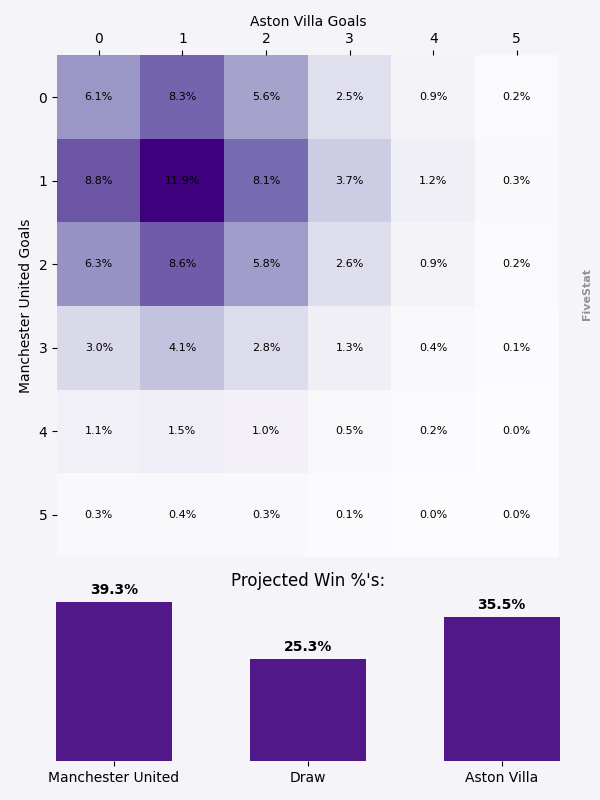 Aston Villa Goals
0 1 2 3 4 5
Manchester United Goals
0 6.1% 8.3% 5.6% 2.5% 0.9% 0.2%
1 8.8% 11.9% 8.1% 3.7% 1.2% 0.3%
2 6.3% 8.6% 5.8% 2.6% 0.9% 0.2%
3 3.0% 4.1% 2.8% 1.3% 0.4% 0.1%
4 1.1% 1.5% 1.0% 0.5% 0.2% 0.0%
5 0.3% 0.4% 0.3% 0.1% 0.0% 0.0%
FiveStat
Projected Win %'s:
39.3% 25.3% 35.5%
Manchester United Draw Aston Villa